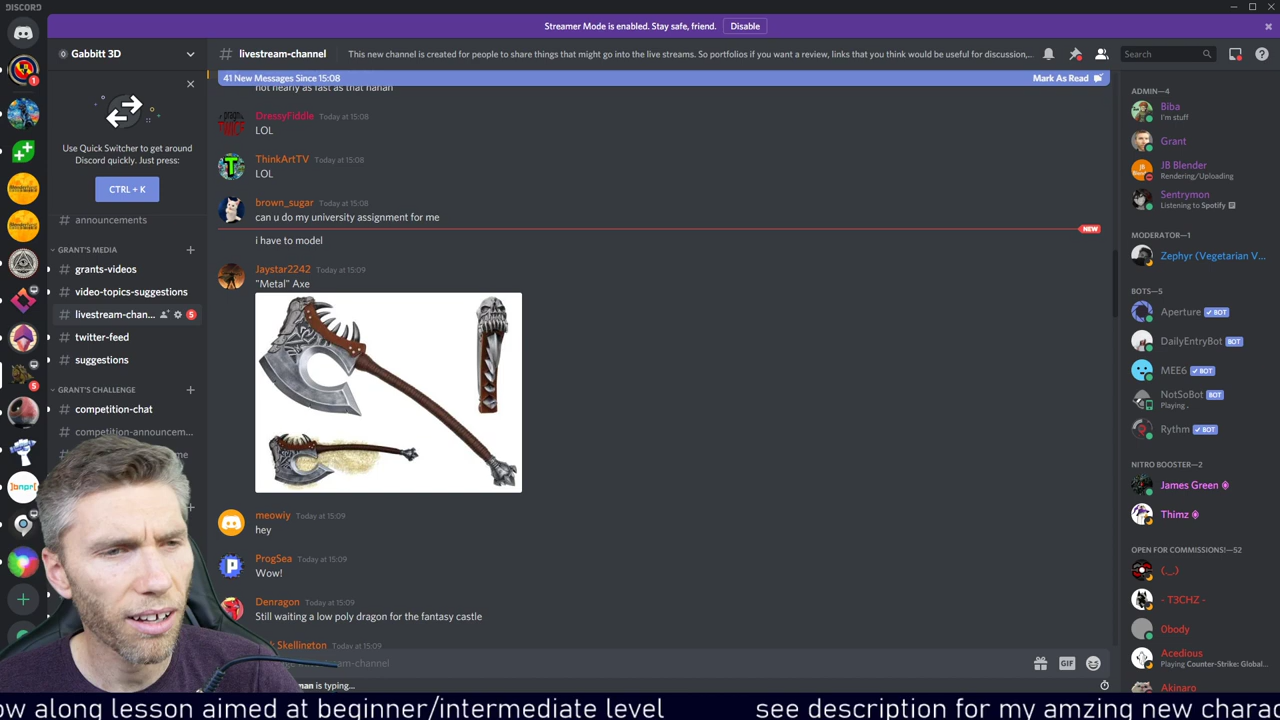 DISCORD
Streamer Mode is enabled. Stay safe, friend. Disable
Gabbitt 3D
# livestream-channel This new channel is created for people to share things that might go into the live streams. So portfolios if you want a review, links that you think would be useful for discussion,...
Search
41 New Messages Since 15:08 Mark As Read
not nearly as fast as that hahah
DressyFiddle Today at 15:08
LOL
ThinkArtTV Today at 15:08
LOL
brown_sugar Today at 15:08
can u do my university assignment for me
NEW
i have to model
Jaystar2242 Today at 15:09
"Metal" Axe
meowiy Today at 15:09
hey
ProgSea Today at 15:09
Wow!
Denragon Today at 15:09
Still waiting a low poly dragon for the fantasy castle
Skellington Today at 15:09
-channel
GIF
man is typing...
Use Quick Switcher to get around
Discord quickly. Just press:
CTRL + K
# announcements
GRANT'S MEDIA
# grants-videos
# video-topics-suggestions
# livestream-chan... 5
# twitter-feed
# suggestions
GRANT'S CHALLENGE
# competition-chat
# competition-announcem...
ADMIN—4
Biba
I'm stuff
Grant
JB Blender
Rendering/Uploading
Sentrymon
Listening to Spotify
MODERATOR—1
Zephyr (Vegetarian V...
BOTS—5
Aperture BOT
DailyEntryBot BOT
MEE6 BOT
NotSoBot BOT
Playing .
Rythm BOT
NITRO BOOSTER—2
James Green
Thimz
OPEN FOR COMMISSIONS!—52
(._.)
- T3CHZ -
0body
Acedious
Playing Counter-Strike: Global...
Akinaro
ow along lesson aimed at beginner/intermediate level see description for my amzing new charac